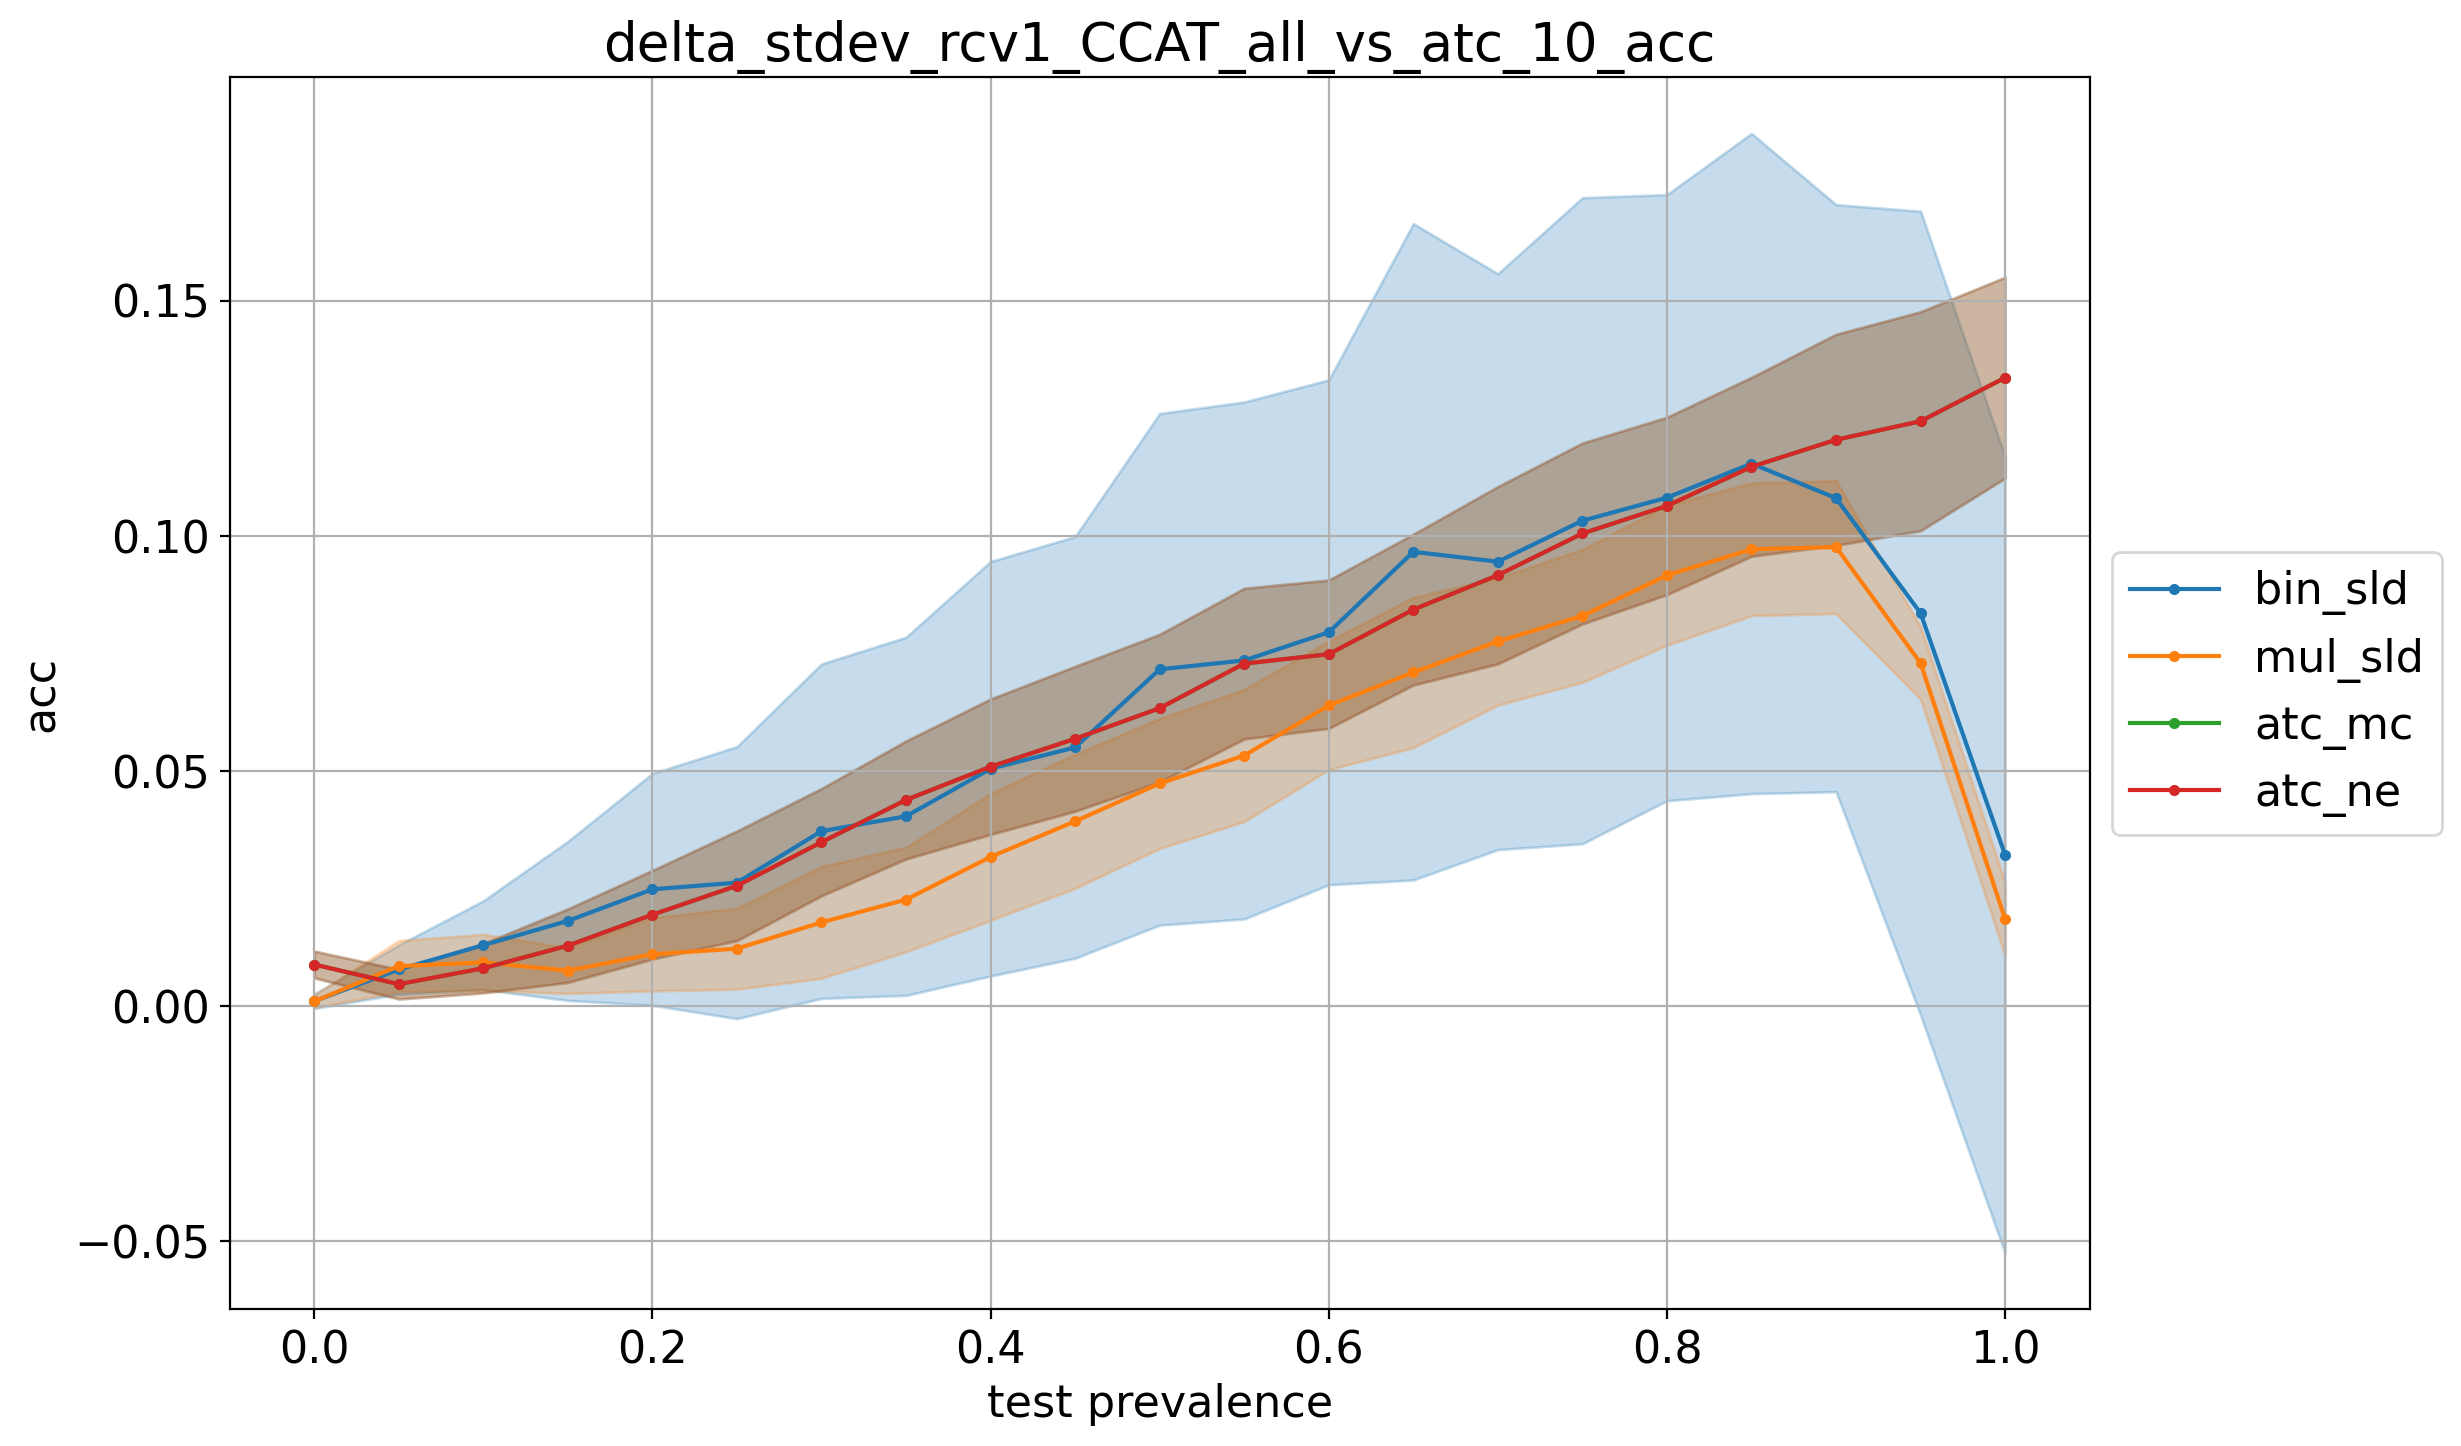 delta_stdev_rcv1_CCAT_all_vs_atc_10_acc
acc
0.15
0.10
0.05
0.00
−0.05
0.0 0.2 0.4 0.6 0.8 1.0
test prevalence
bin_sld
mul_sld
atc_mc
atc_ne